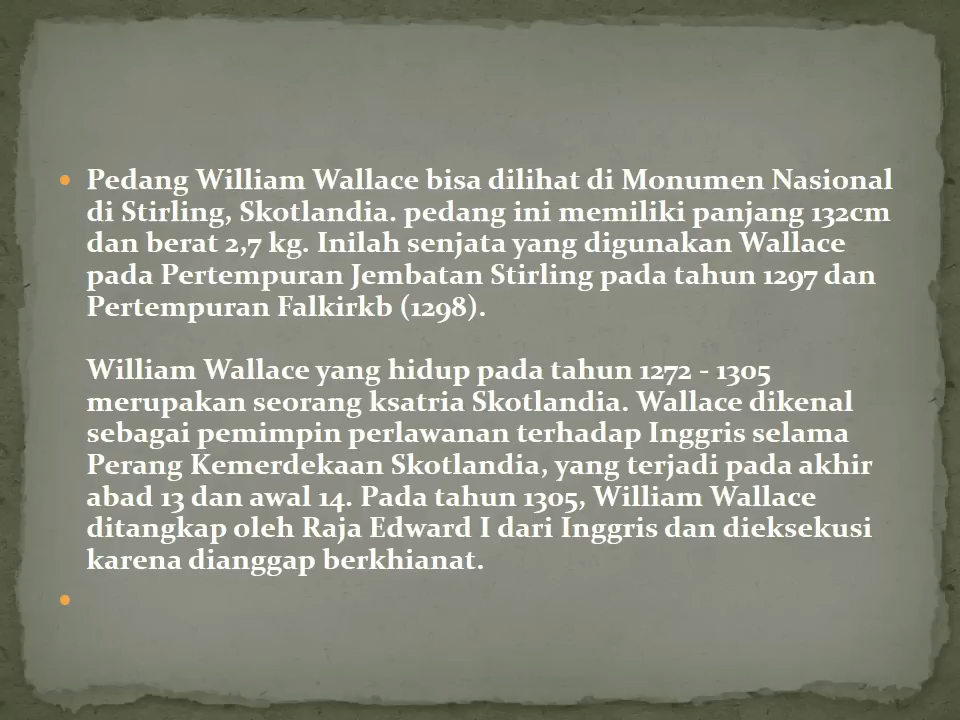 Pedang William Wallace bisa dilihat di Monumen Nasional
di Stirling, Skotlandia. pedang ini memiliki panjang 132cm
dan berat 2,7 kg. Inilah senjata yang digunakan Wallace
pada Pertempuran Jembatan Stirling pada tahun 1297 dan
Pertempuran Falkirkb (1298).
William Wallace yang hidup pada tahun 1272 - 1305
merupakan seorang ksatria Skotlandia. Wallace dikenal
sebagai pemimpin perlawanan terhadap Inggris selama
Perang Kemerdekaan Skotlandia, yang terjadi pada akhir
abad 13 dan awal 14. Pada tahun 1305, William Wallace
ditangkap oleh Raja Edward I dari Inggris dan dieksekusi
karena dianggap berkhianat.